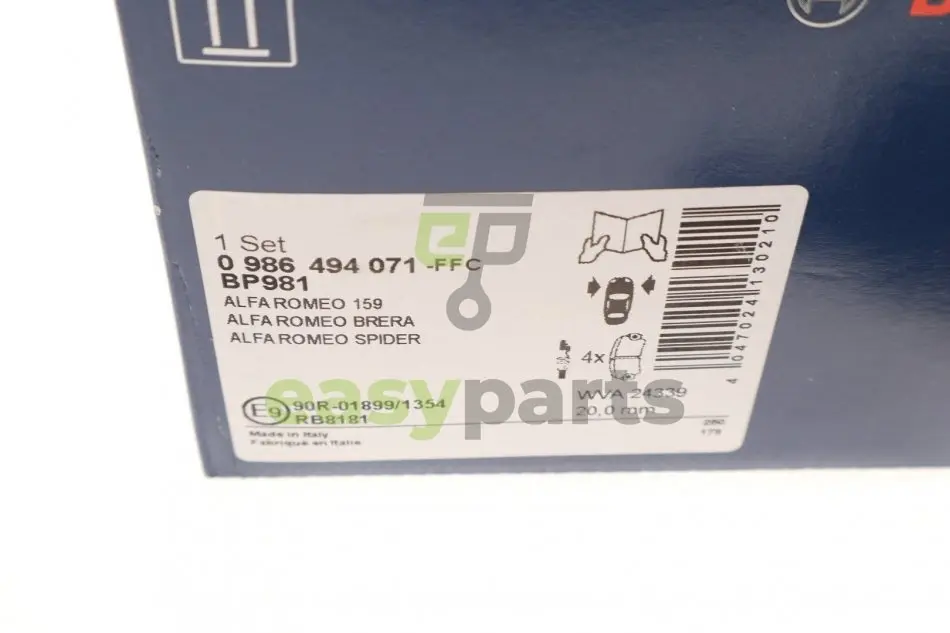 1 Set
0 986 494 071 -FFC
BP981
ALFA ROMEO 159
ALFA ROMEO BRERA
ALFA ROMEO SPIDER
4x
WVA 24339
20,0 mm
E9 90R-01899/1354
RB8181
Made in Italy
Fabriqué en Italie
4 047024 130210
easyparts
ep